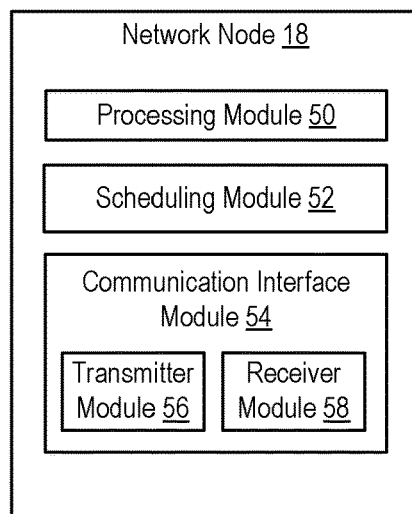 Network Node 18
Processing Module 50
Scheduling Module 52
Communication Interface
Module 54
Transmitter
Module 56
Receiver
Module 58